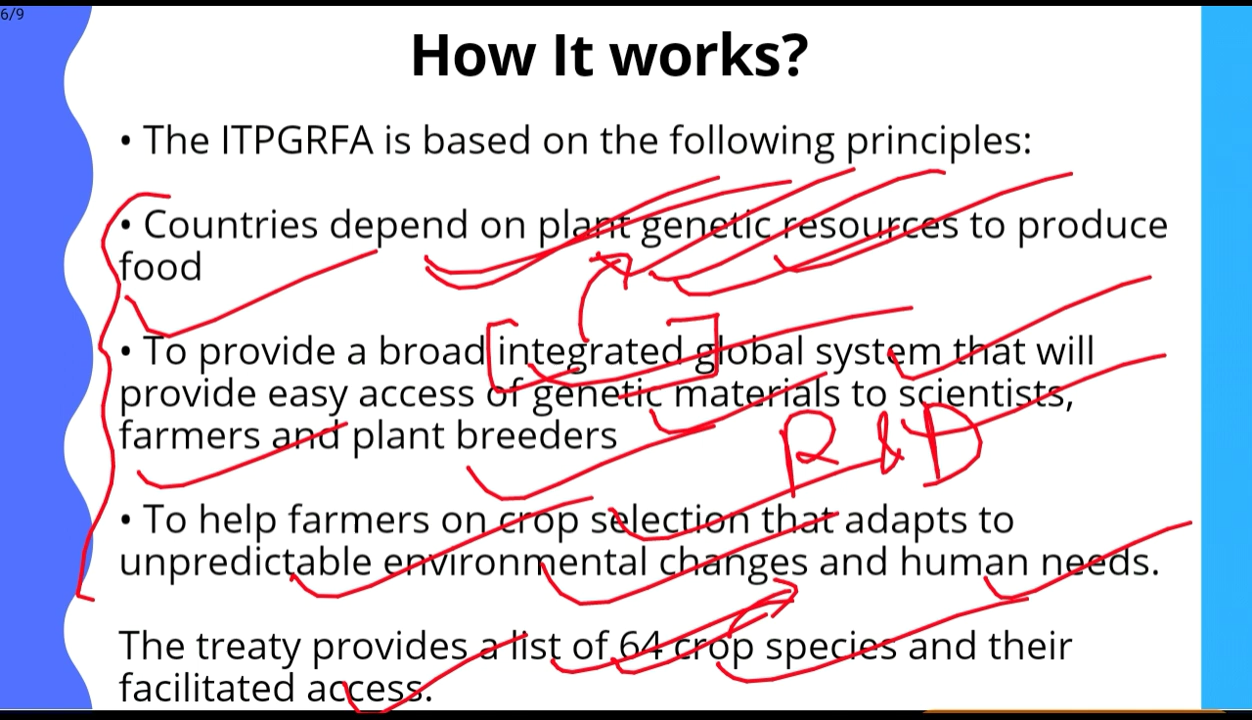 6/9
How It works?
• The ITPGRFA is based on the following principles:
• Countries depend on plant genetic resources to produce
food
• To provide a broad integrated global system that will
provide easy access of genetic materials to scientists,
farmers and plant breeders
R & D
• To help farmers on crop selection that adapts to
unpredictable environmental changes and human needs.
The treaty provides a list of 64 crop species and their
facilitated access.